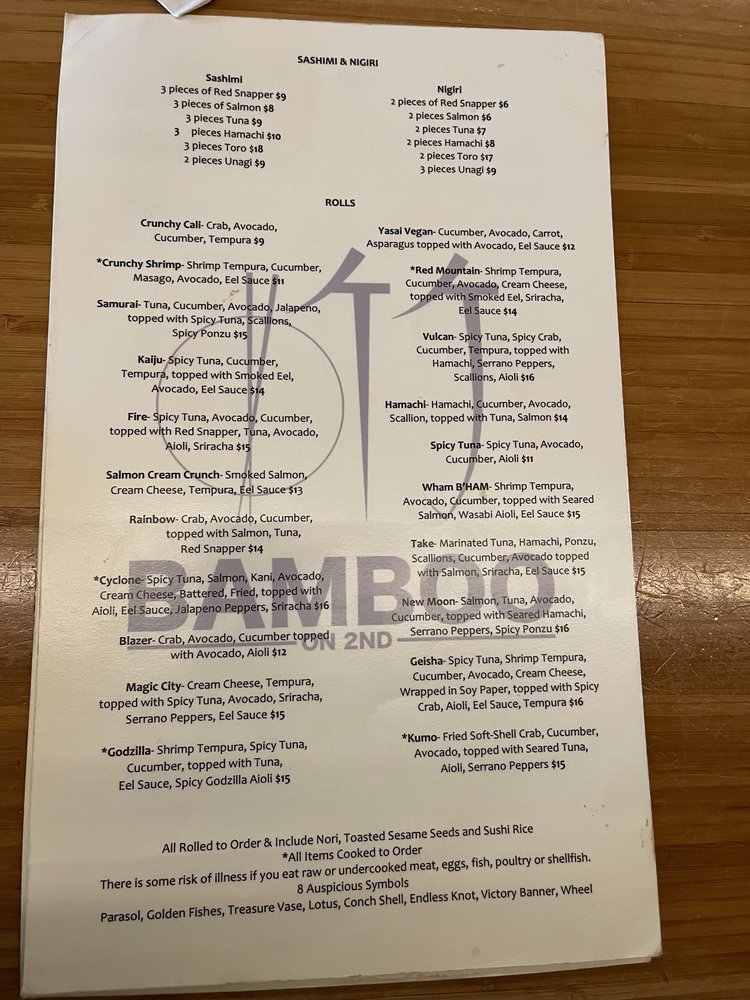 SASHIMI & NIGIRI
Sashimi
3 pieces of Red Snapper $9
3 pieces of Salmon $8
3 pieces Tuna $9
3 pieces Hamachi $10
3 pieces Toro $18
2 pieces Unagi $9
Nigiri
2 pieces of Red Snapper $6
2 pieces Salmon $6
2 pieces Tuna $7
2 pieces Hamachi $8
2 pieces Toro $17
3 pieces Unagi $9
ROLLS
Crunchy Cali- Crab, Avocado,
Cucumber, Tempura $9
*Crunchy Shrimp- Shrimp Tempura, Cucumber,
Masago, Avocado, Eel Sauce $11
Samurai- Tuna, Cucumber, Avocado, Jalapeno,
topped with Spicy Tuna, Scallions,
Spicy Ponzu $15
Kaiju- Spicy Tuna, Cucumber,
Tempura, topped with Smoked Eel,
Avocado, Eel Sauce $14
Fire- Spicy Tuna, Avocado, Cucumber,
topped with Red Snapper, Tuna, Avocado,
Aioli, Sriracha $15
Salmon Cream Crunch- Smoked Salmon,
Cream Cheese, Tempura, Eel Sauce $13
Rainbow- Crab, Avocado, Cucumber,
topped with Salmon, Tuna,
Red Snapper $14
*Cyclone- Spicy Tuna, Salmon, Kani, Avocado,
Cream Cheese, Battered, Fried, topped with
Aioli, Eel Sauce, Jalapeno Peppers, Sriracha $16
Blazer- Crab, Avocado, Cucumber topped
with Avocado, Aioli $12
Magic City- Cream Cheese, Tempura,
topped with Spicy Tuna, Avocado, Sriracha,
Serrano Peppers, Eel Sauce $15
*Godzilla- Shrimp Tempura, Spicy Tuna,
Cucumber, topped with Tuna,
Eel Sauce, Spicy Godzilla Aioli $15
Yasai Vegan- Cucumber, Avocado, Carrot,
Asparagus topped with Avocado, Eel Sauce $12
*Red Mountain- Shrimp Tempura,
Cucumber, Avocado, Cream Cheese,
topped with Smoked Eel, Sriracha,
Eel Sauce $14
Vulcan- Spicy Tuna, Spicy Crab,
Cucumber, Tempura, topped with
Hamachi, Serrano Peppers,
Scallions, Aioli $16
Hamachi- Hamachi, Cucumber, Avocado,
Scallion, topped with Tuna, Salmon $14
Spicy Tuna- Spicy Tuna, Avocado,
Cucumber, Aioli $11
Wham B'HAM- Shrimp Tempura,
Avocado, Cucumber, topped with Seared
Salmon, Wasabi Aioli, Eel Sauce $15
Take- Marinated Tuna, Hamachi, Ponzu,
Scallions, Cucumber, Avocado topped
with Salmon, Sriracha, Eel Sauce $15
New Moon- Salmon, Tuna, Avocado,
Cucumber, topped with Seared Hamachi,
Serrano Peppers, Spicy Ponzu $16
Geisha- Spicy Tuna, Shrimp Tempura,
Cucumber, Avocado, Cream Cheese,
Wrapped in Soy Paper, topped with Spicy
Crab, Aioli, Eel Sauce, Tempura $16
*Kumo- Fried Soft-Shell Crab, Cucumber,
Avocado, topped with Seared Tuna,
Aioli, Serrano Peppers $15
竹
BAMBOO
ON 2ND
All Rolled to Order & Include Nori, Toasted Sesame Seeds and Sushi Rice
*All Items Cooked to Order
There is some risk of illness if you eat raw or undercooked meat, eggs, fish, poultry or shellfish.
8 Auspicious Symbols
Parasol, Golden Fishes, Treasure Vase, Lotus, Conch Shell, Endless Knot, Victory Banner, Wheel